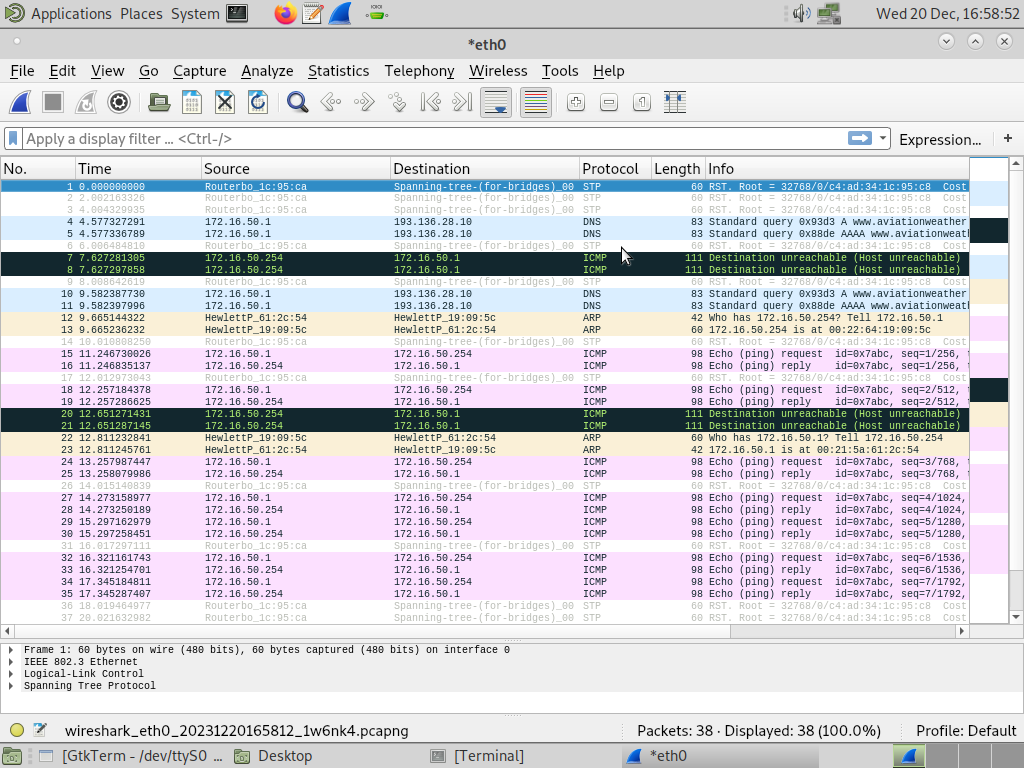 Applications Places System Wed 20 Dec, 16:58:52
*eth0
File Edit View Go Capture Analyze Statistics Telephony Wireless Tools Help
Apply a display filter ... <Ctrl-/> Expression... +
No. Time Source Destination Protocol Length Info
1 0.000000000 Routerbo_1c:95:ca Spanning-tree-(for-bridges)_00 STP 60 RST. Root = 32768/0/c4:ad:34:1c:95:c8 Cost
2 2.002163326 Routerbo_1c:95:ca Spanning-tree-(for-bridges)_00 STP 60 RST. Root = 32768/0/c4:ad:34:1c:95:c8 Cost
3 4.004329935 Routerbo_1c:95:ca Spanning-tree-(for-bridges)_00 STP 60 RST. Root = 32768/0/c4:ad:34:1c:95:c8 Cost
4 4.577327291 172.16.50.1 193.136.28.10 DNS 83 Standard query 0x93d3 A www.aviationweather
5 4.577336789 172.16.50.1 193.136.28.10 DNS 83 Standard query 0x88de AAAA www.aviationweat
6 6.006484810 Routerbo_1c:95:ca Spanning-tree-(for-bridges)_00 STP 60 RST. Root = 32768/0/c4:ad:34:1c:95:c8 Cost
7 7.627281305 172.16.50.254 172.16.50.1 ICMP 111 Destination unreachable (Host unreachable)
8 7.627297858 172.16.50.254 172.16.50.1 ICMP 111 Destination unreachable (Host unreachable)
9 8.008642619 Routerbo_1c:95:ca Spanning-tree-(for-bridges)_00 STP 60 RST. Root = 32768/0/c4:ad:34:1c:95:c8 Cost
10 9.582387730 172.16.50.1 193.136.28.10 DNS 83 Standard query 0x93d3 A www.aviationweather
11 9.582397996 172.16.50.1 193.136.28.10 DNS 83 Standard query 0x88de AAAA www.aviationweat
12 9.665144322 HewlettP_61:2c:54 HewlettP_19:09:5c ARP 42 Who has 172.16.50.254? Tell 172.16.50.1
13 9.665236232 HewlettP_19:09:5c HewlettP_61:2c:54 ARP 60 172.16.50.254 is at 00:22:64:19:09:5c
14 10.010808250 Routerbo_1c:95:ca Spanning-tree-(for-bridges)_00 STP 60 RST. Root = 32768/0/c4:ad:34:1c:95:c8 Cost
15 11.246730026 172.16.50.1 172.16.50.254 ICMP 98 Echo (ping) request id=0x7abc, seq=1/256,
16 11.246835137 172.16.50.254 172.16.50.1 ICMP 98 Echo (ping) reply id=0x7abc, seq=1/256,
17 12.012973043 Routerbo_1c:95:ca Spanning-tree-(for-bridges)_00 STP 60 RST. Root = 32768/0/c4:ad:34:1c:95:c8 Cost
18 12.257184378 172.16.50.1 172.16.50.254 ICMP 98 Echo (ping) request id=0x7abc, seq=2/512,
19 12.257286625 172.16.50.254 172.16.50.1 ICMP 98 Echo (ping) reply id=0x7abc, seq=2/512,
20 12.651271431 172.16.50.254 172.16.50.1 ICMP 111 Destination unreachable (Host unreachable)
21 12.651287145 172.16.50.254 172.16.50.1 ICMP 111 Destination unreachable (Host unreachable)
22 12.811232841 HewlettP_19:09:5c HewlettP_61:2c:54 ARP 60 Who has 172.16.50.1? Tell 172.16.50.254
23 12.811245761 HewlettP_61:2c:54 HewlettP_19:09:5c ARP 42 172.16.50.1 is at 00:21:5a:61:2c:54
24 13.257987447 172.16.50.1 172.16.50.254 ICMP 98 Echo (ping) request id=0x7abc, seq=3/768,
25 13.258079986 172.16.50.254 172.16.50.1 ICMP 98 Echo (ping) reply id=0x7abc, seq=3/768,
26 14.015140839 Routerbo_1c:95:ca Spanning-tree-(for-bridges)_00 STP 60 RST. Root = 32768/0/c4:ad:34:1c:95:c8 Cost
27 14.273158977 172.16.50.1 172.16.50.254 ICMP 98 Echo (ping) request id=0x7abc, seq=4/1024,
28 14.273250189 172.16.50.254 172.16.50.1 ICMP 98 Echo (ping) reply id=0x7abc, seq=4/1024,
29 15.297162979 172.16.50.1 172.16.50.254 ICMP 98 Echo (ping) request id=0x7abc, seq=5/1280,
30 15.297258451 172.16.50.254 172.16.50.1 ICMP 98 Echo (ping) reply id=0x7abc, seq=5/1280,
31 16.017297111 Routerbo_1c:95:ca Spanning-tree-(for-bridges)_00 STP 60 RST. Root = 32768/0/c4:ad:34:1c:95:c8 Cost
32 16.321161743 172.16.50.1 172.16.50.254 ICMP 98 Echo (ping) request id=0x7abc, seq=6/1536,
33 16.321254701 172.16.50.254 172.16.50.1 ICMP 98 Echo (ping) reply id=0x7abc, seq=6/1536,
34 17.345184811 172.16.50.1 172.16.50.254 ICMP 98 Echo (ping) request id=0x7abc, seq=7/1792,
35 17.345287407 172.16.50.254 172.16.50.1 ICMP 98 Echo (ping) reply id=0x7abc, seq=7/1792,
36 18.019464977 Routerbo_1c:95:ca Spanning-tree-(for-bridges)_00 STP 60 RST. Root = 32768/0/c4:ad:34:1c:95:c8 Cost
37 20.021632982 Routerbo_1c:95:ca Spanning-tree-(for-bridges)_00 STP 60 RST. Root = 32768/0/c4:ad:34:1c:95:c8 Cost
Frame 1: 60 bytes on wire (480 bits), 60 bytes captured (480 bits) on interface 0
IEEE 802.3 Ethernet
Logical-Link Control
Spanning Tree Protocol
wireshark_eth0_20231220165812_1w6nk4.pcapng Packets: 38 · Displayed: 38 (100.0%) Profile: Default
[GtkTerm - /dev/ttyS0 ... Desktop [Terminal] *eth0